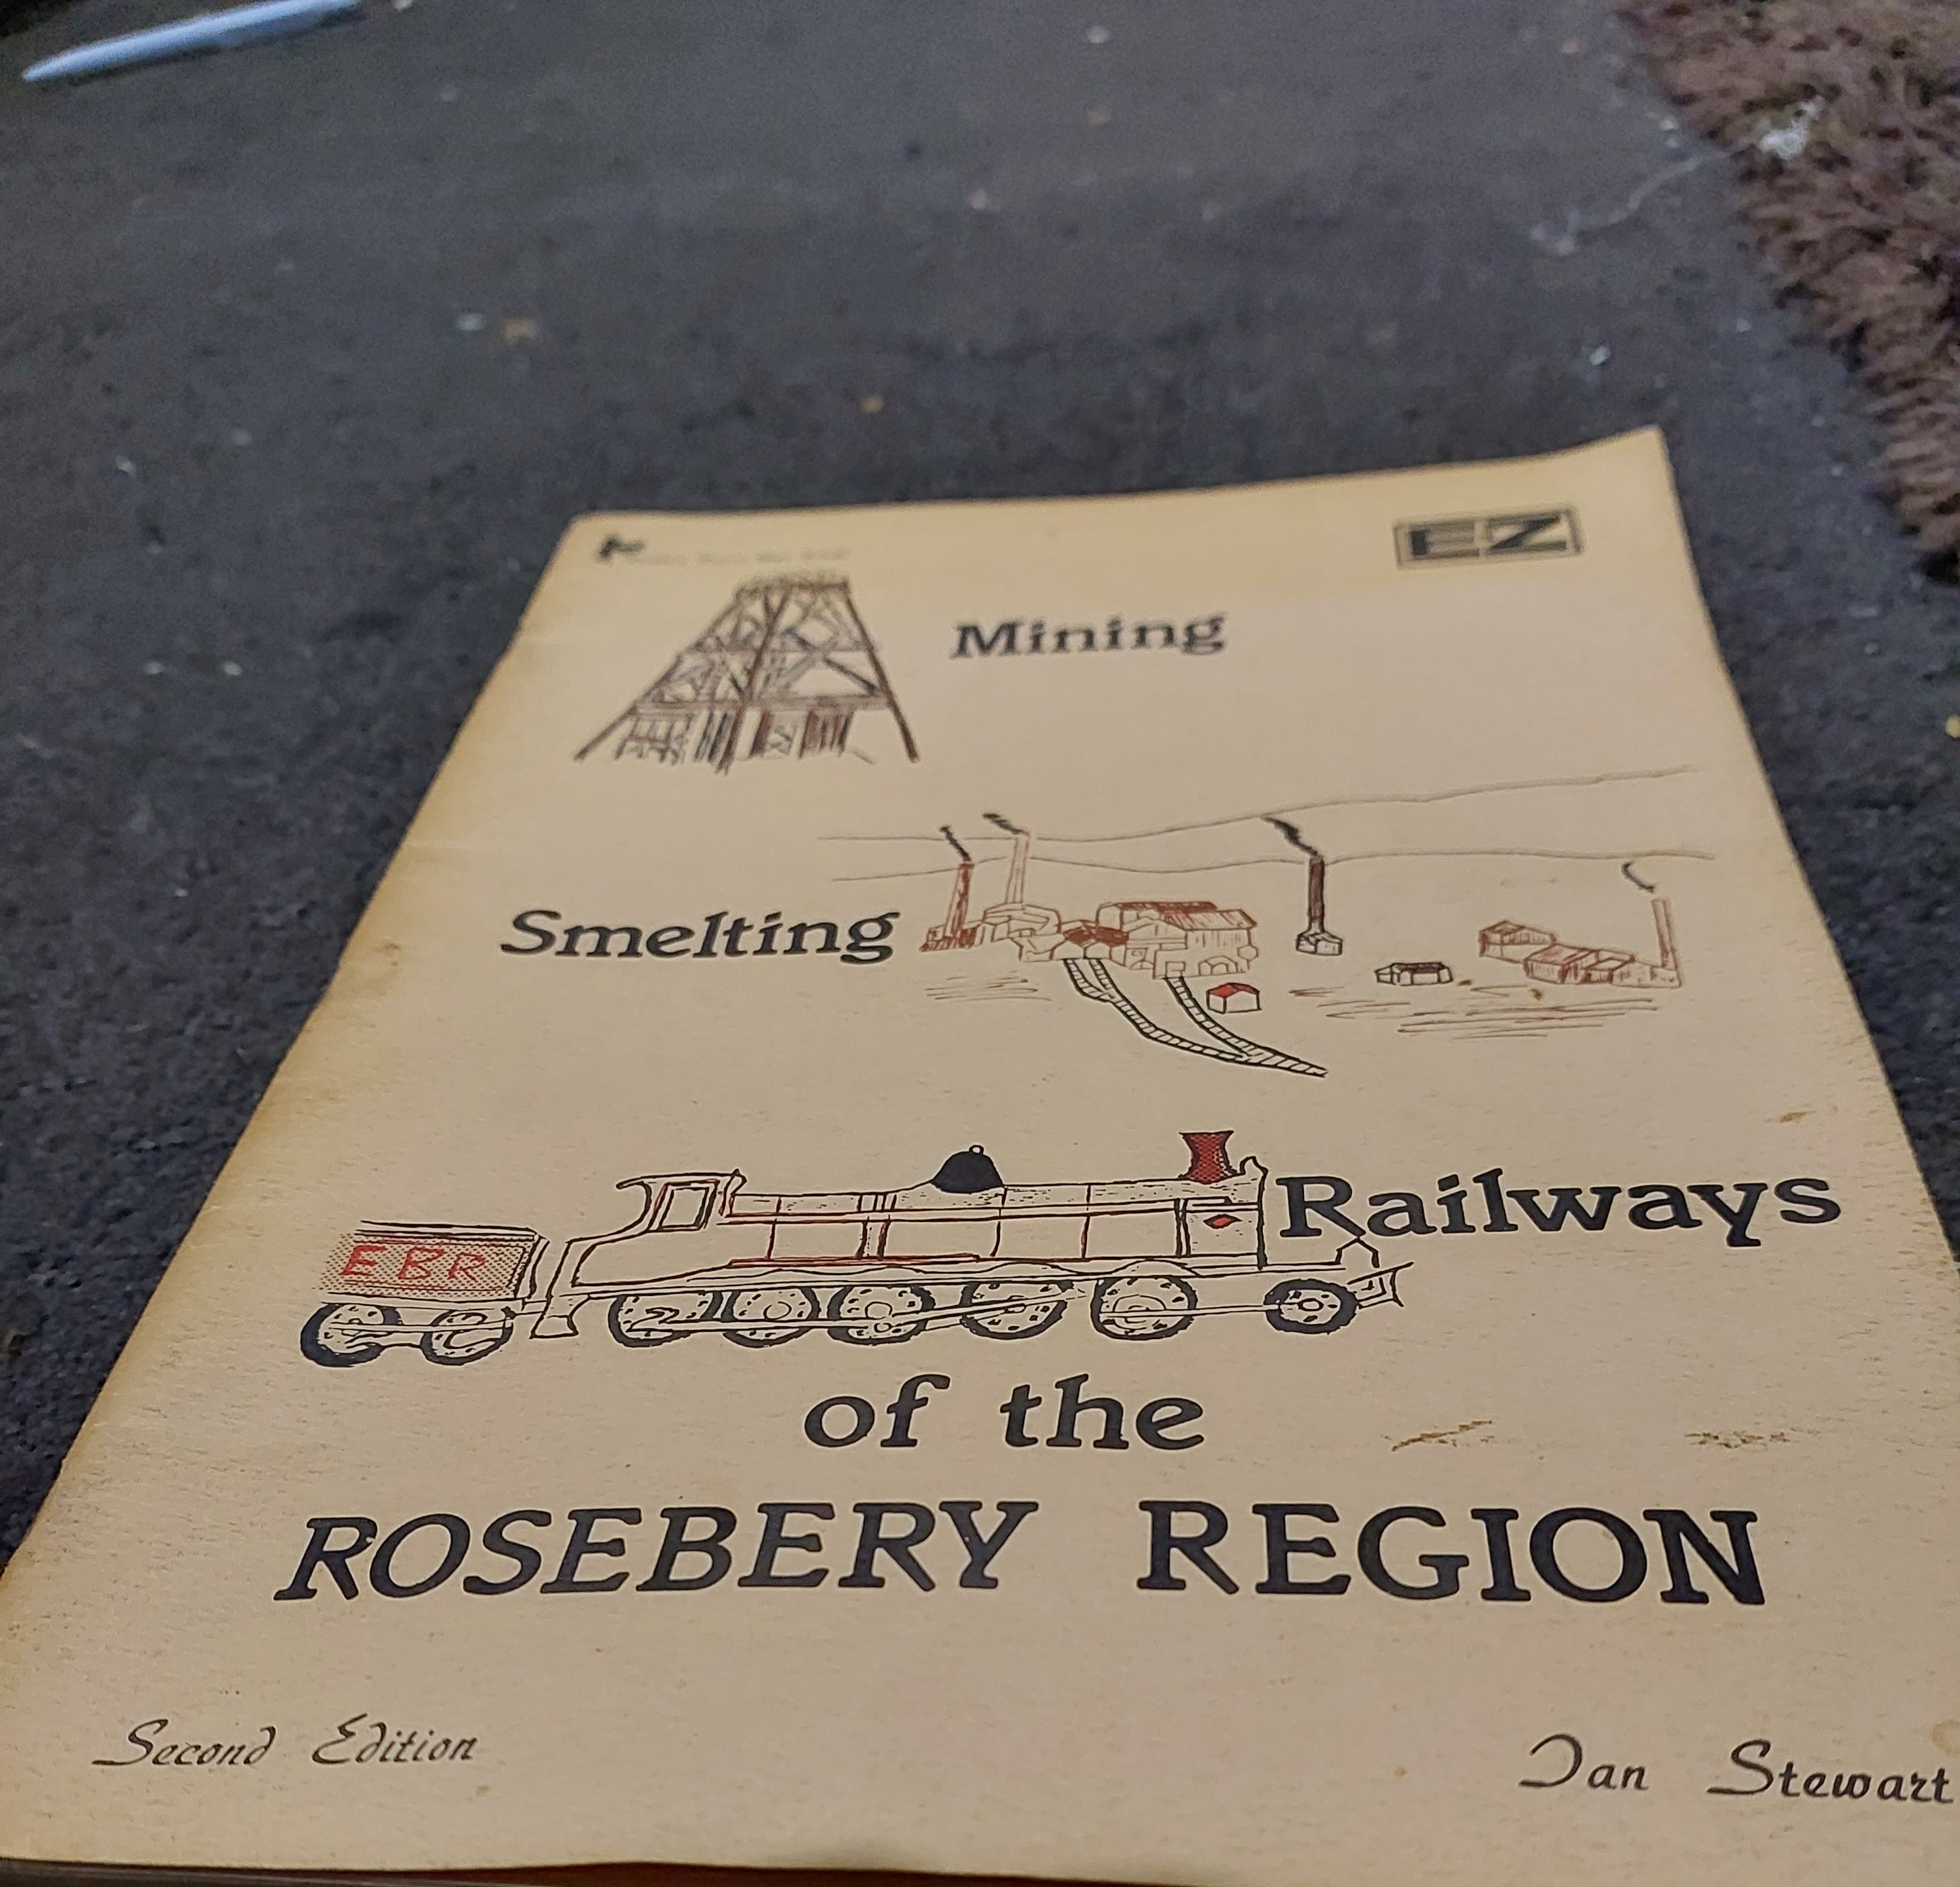 EZ
Mining
Smelting
Railways
EBR
of the
ROSEBERY REGION
Second Edition
Ian Stewart